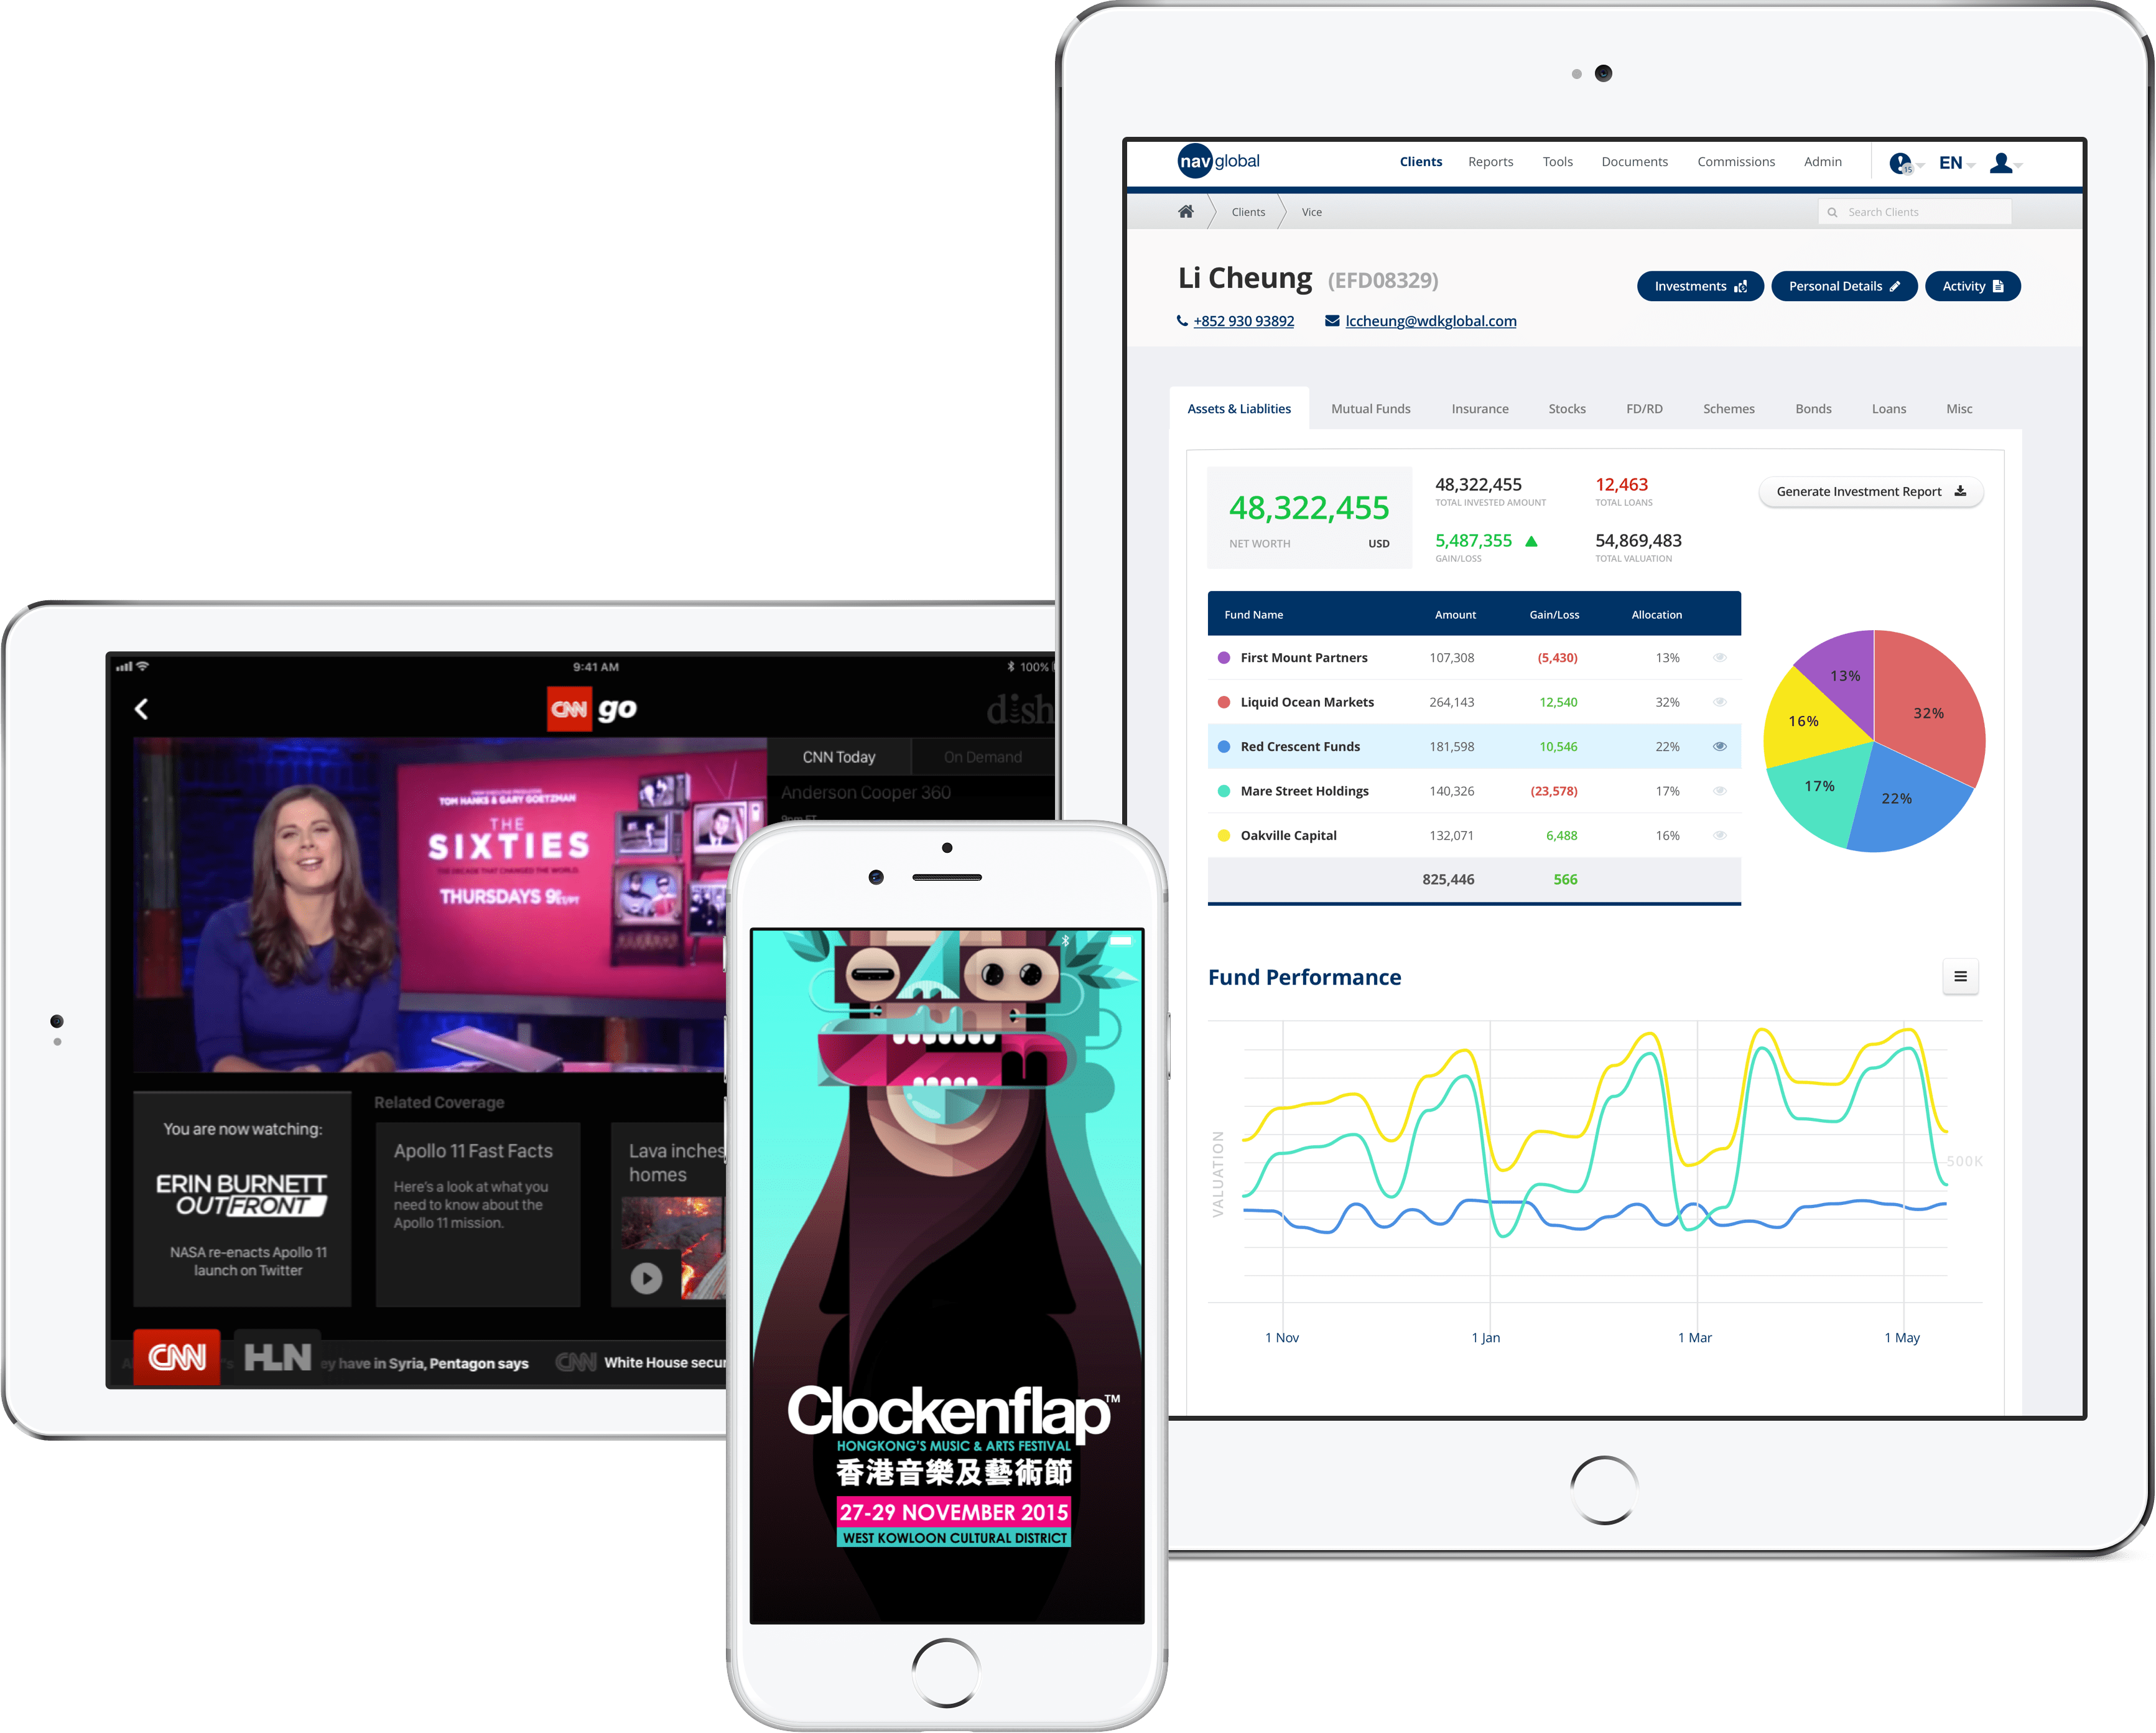 nav global
Clients Reports Tools Documents Commissions Admin 15 EN
Clients Vice Search Clients
Li Cheung (EFD08329)
Investments Personal Details Activity
+852 930 93892 lccheung@wdkglobal.com
Assets & Liablities Mutual Funds Insurance Stocks FD/RD Schemes Bonds Loans Misc
48,322,455
NET WORTH USD
48,322,455
TOTAL INVESTED AMOUNT
12,463
TOTAL LOANS
5,487,355
GAIN/LOSS
54,869,483
TOTAL VALUATION
Generate Investment Report
Fund Name Amount Gain/Loss Allocation
First Mount Partners 107,308 (5,430) 13%
Liquid Ocean Markets 264,143 12,540 32%
Red Crescent Funds 181,598 10,546 22%
Mare Street Holdings 140,326 (23,578) 17%
Oakville Capital 132,071 6,488 16%
825,446 566
13%
32%
16%
17%
22%
Fund Performance
VALUATION
500K
1 Nov 1 Jan 1 Mar 1 May
9:41 AM 100%
CNN go
dish
CNN Today On Demand
Anderson Cooper 360
9pm ET
TOM HANKS & GARY GOETZMAN
THE
SIXTIES
THE DECADE THAT CHANGED THE WORLD.
THURSDAYS 9 ET/PT
You are now watching:
ERIN BURNETT
OUTFRONT
NASA re-enacts Apollo 11
launch on Twitter
Related Coverage
Apollo 11 Fast Facts
Here's a look at what you
need to know about the
Apollo 11 mission.
Lava inches
homes
CNN HLN ey have in Syria, Pentagon says CNN White House secur
Clockenflap™
HONGKONG'S MUSIC & ARTS FESTIVAL
香港音樂及藝術節
27-29 NOVEMBER 2015
WEST KOWLOON CULTURAL DISTRICT